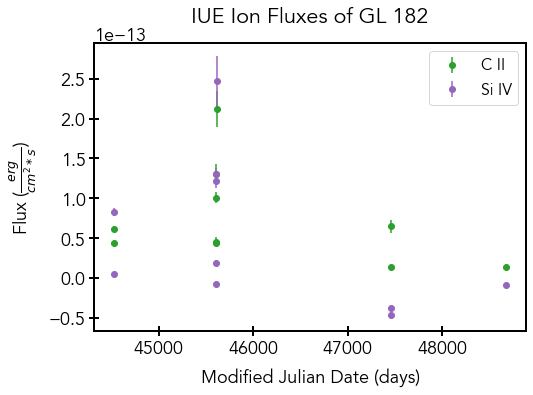 IUE Ion Fluxes of GL 182
1e−13
C II
Si IV
2.5
2.0
1.5
1.0
0.5
0.0
−0.5
Flux (erg/cm²*s)
45000 46000 47000 48000
Modified Julian Date (days)